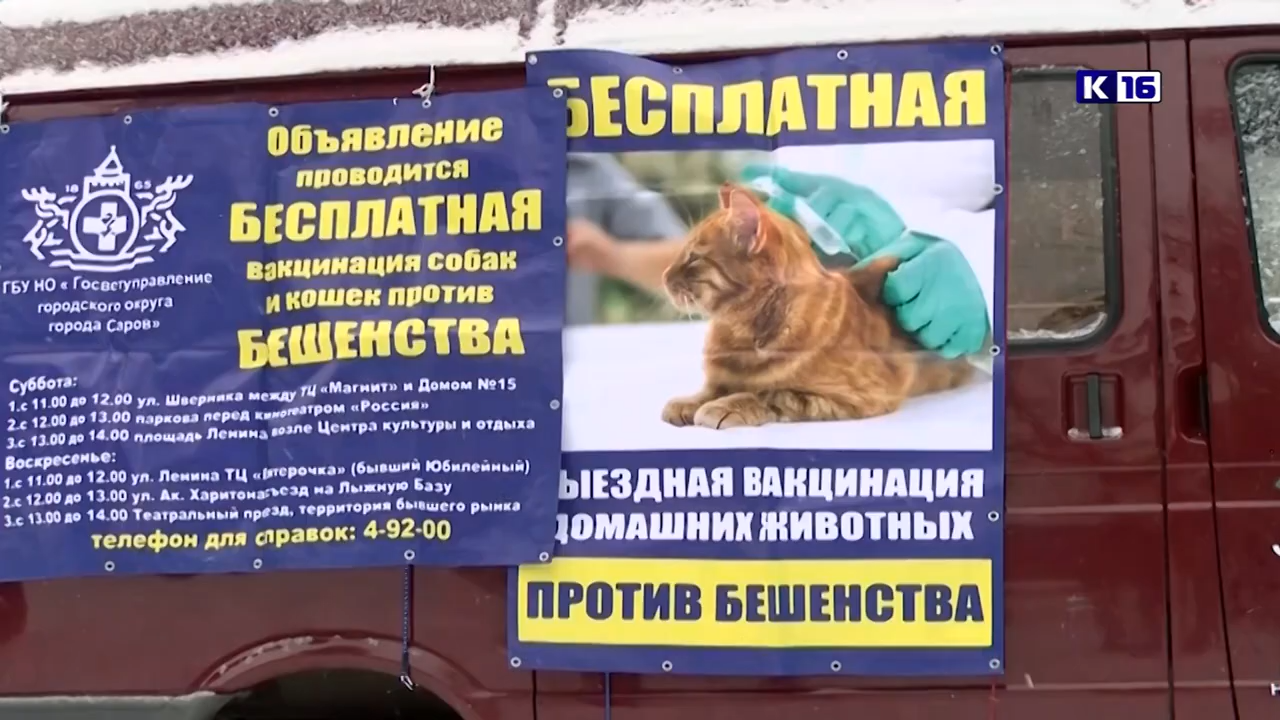 К 16
18 65
ГБУ НО « Госветуправление
городского округа
города Саров»
Объявление
проводится
БЕСПЛАТНАЯ
вакцинация собак
и кошек против
БЕШЕНСТВА
Суббота:
1.с 11.00 до 12.00 ул. Шверника между ТЦ «Магнит» и Домом №15
2.с 12.00 до 13.00 паркова перед кинотеатром «Россия»
3.с 13.00 до 14.00 площадь Ленина возле Центра культуры и отдыха
Воскресенье:
1.с 11.00 до 12.00 ул. Ленина ТЦ «Пятерочка» (бывший Юбилейный)
2.с 12.00 до 13.00 ул. Ак. Харитона на Лыжную Базу
3.с 13.00 до 14.00 Театральный проезд, территория бывшего рынка
телефон для справок: 4-92-00
БЕСПЛАТНАЯ
ВЫЕЗДНАЯ ВАКЦИНАЦИЯ
ДОМАШНИХ ЖИВОТНЫХ
ПРОТИВ БЕШЕНСТВА